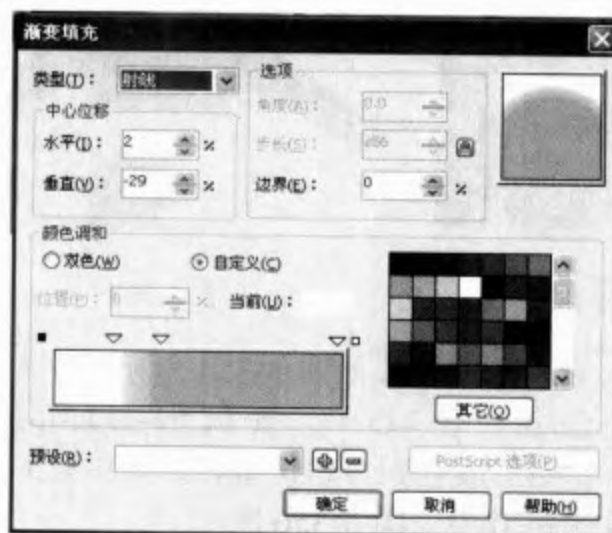 渐变填充
类型(T)： 射线
选项
角度(A)： 0.0
中心位移
水平(I)： 2 %
步长(S)： 256
垂直(V)： -29 %
边界(E)： 0 %
颜色调和
双色(W) 自定义(C)
位置(P)： 0 % 当前(U)：
其它(O)
预设(R)：
PostScript 选项(P)
确定 取消 帮助(H)